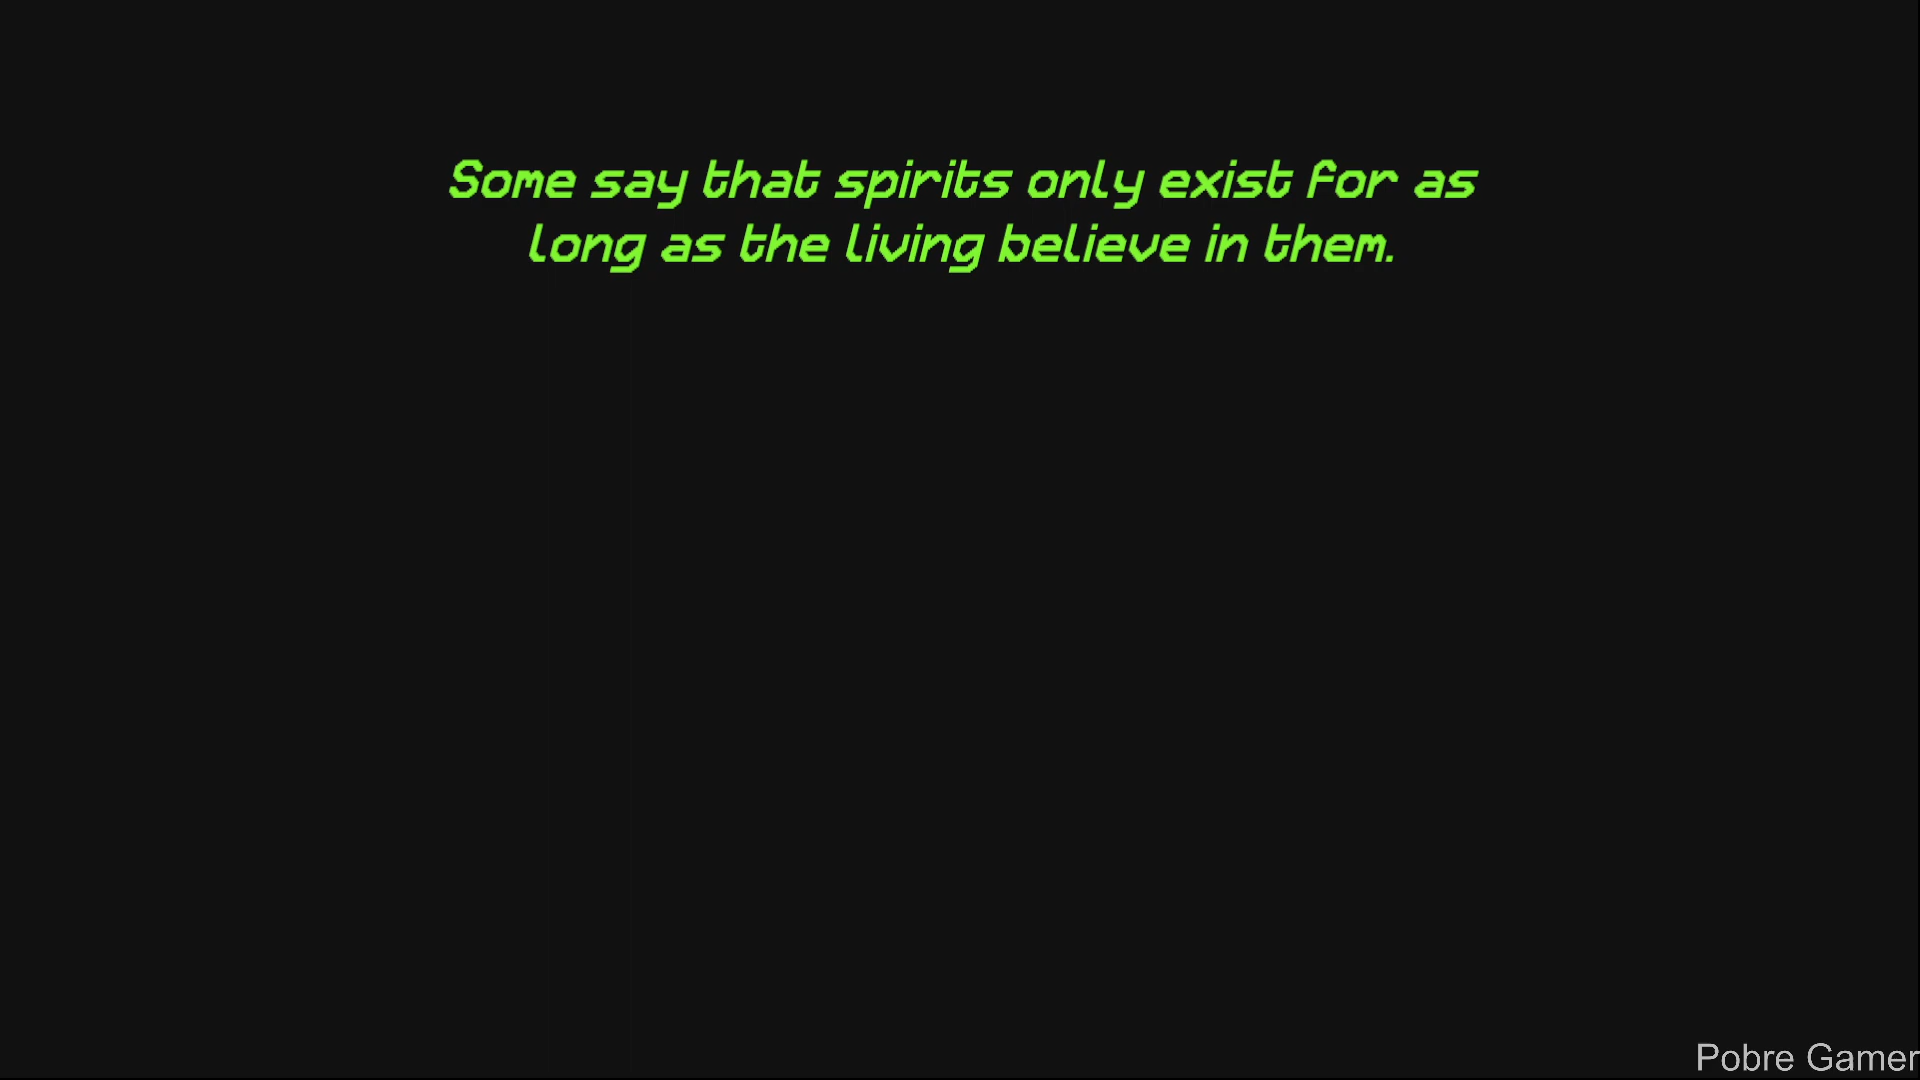 Some say that spirits only exist for as
long as the living believe in them.
Pobre Gamer